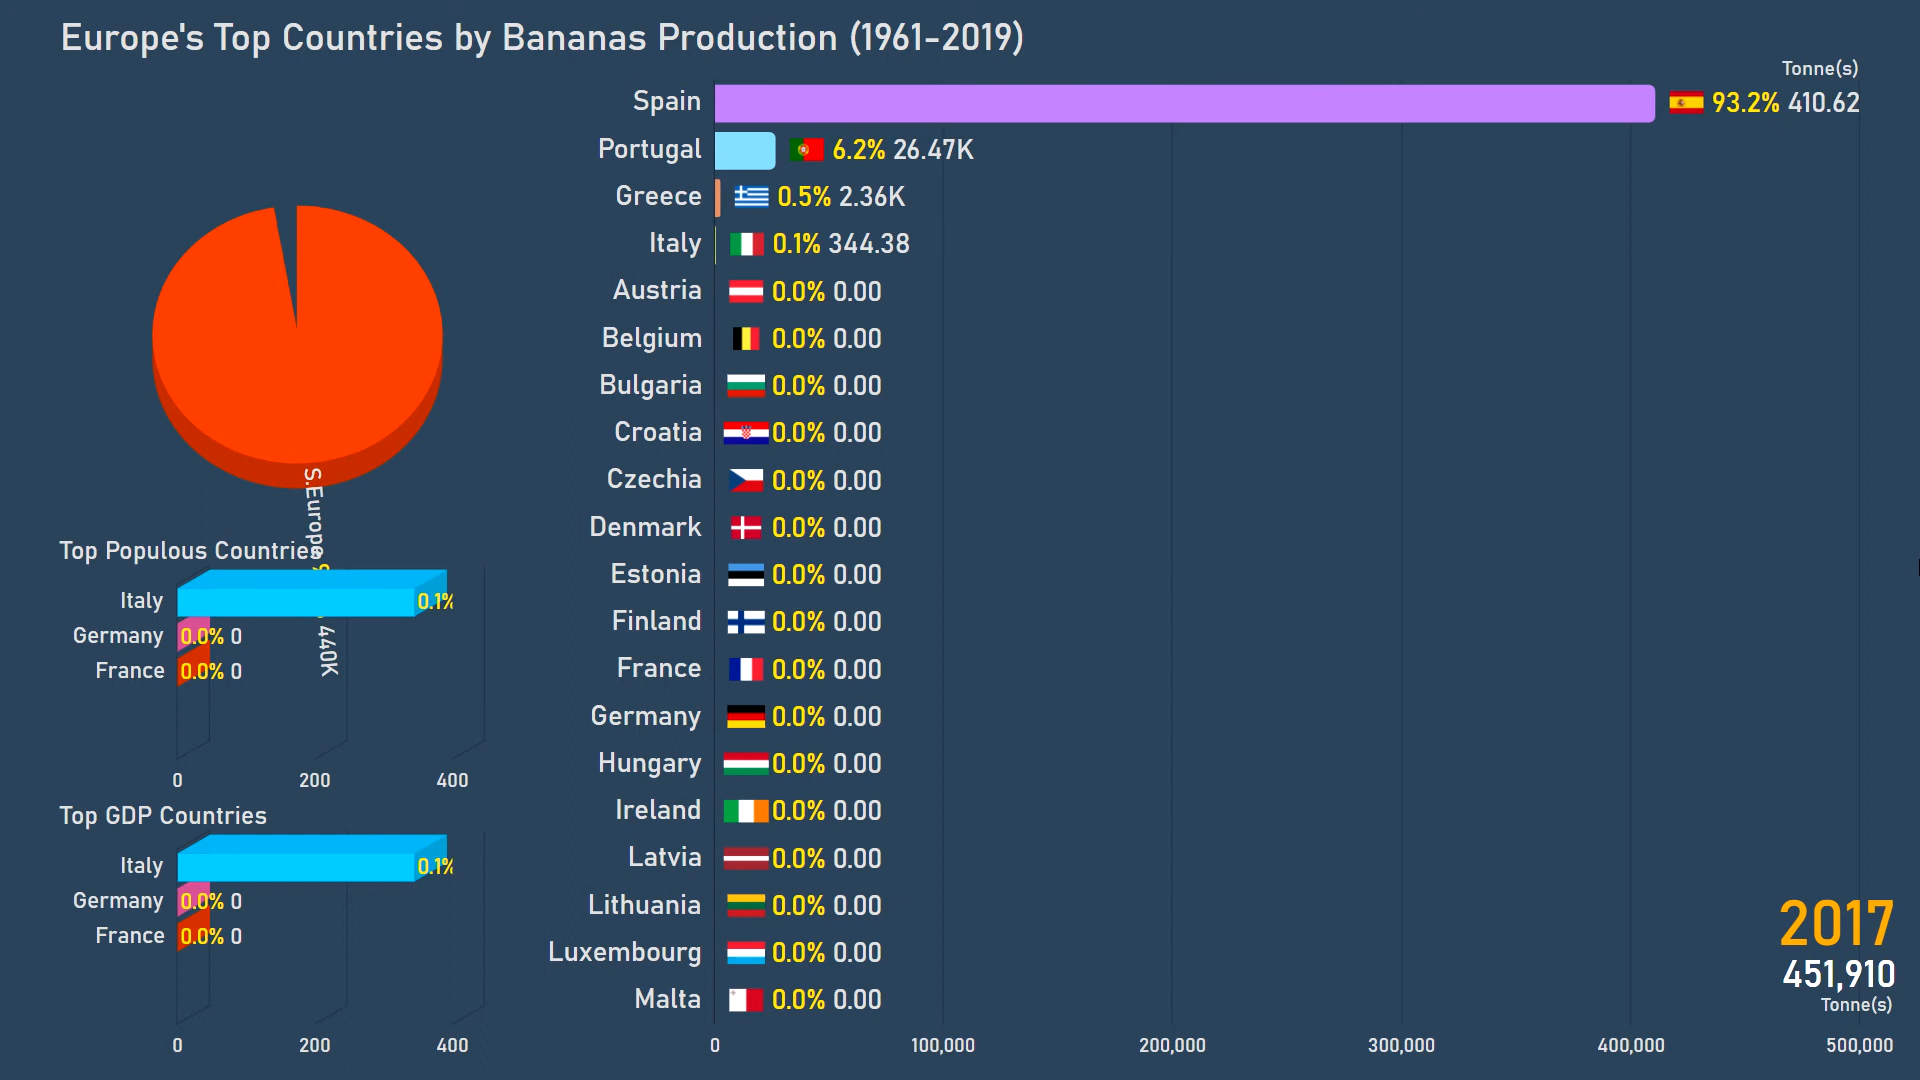 Europe's Top Countries by Bananas Production (1961-2019)
Tonne(s)
Spain 93.2% 410.62
Portugal 6.2% 26.47K
Greece 0.5% 2.36K
Italy 0.1% 344.38
Austria 0.0% 0.00
Belgium 0.0% 0.00
Bulgaria 0.0% 0.00
Croatia 0.0% 0.00
Czechia 0.0% 0.00
Denmark 0.0% 0.00
Estonia 0.0% 0.00
Finland 0.0% 0.00
France 0.0% 0.00
Germany 0.0% 0.00
Hungary 0.0% 0.00
Ireland 0.0% 0.00
Latvia 0.0% 0.00
Lithuania 0.0% 0.00
Luxembourg 0.0% 0.00
Malta 0.0% 0.00
0 100,000 200,000 300,000 400,000 500,000
S.Europe 440K
Top Populous Countries
Italy 0.1%
Germany 0.0% 0
France 0.0% 0
0 200 400
Top GDP Countries
Italy 0.1%
Germany 0.0% 0
France 0.0% 0
0 200 400
2017
451,910
Tonne(s)